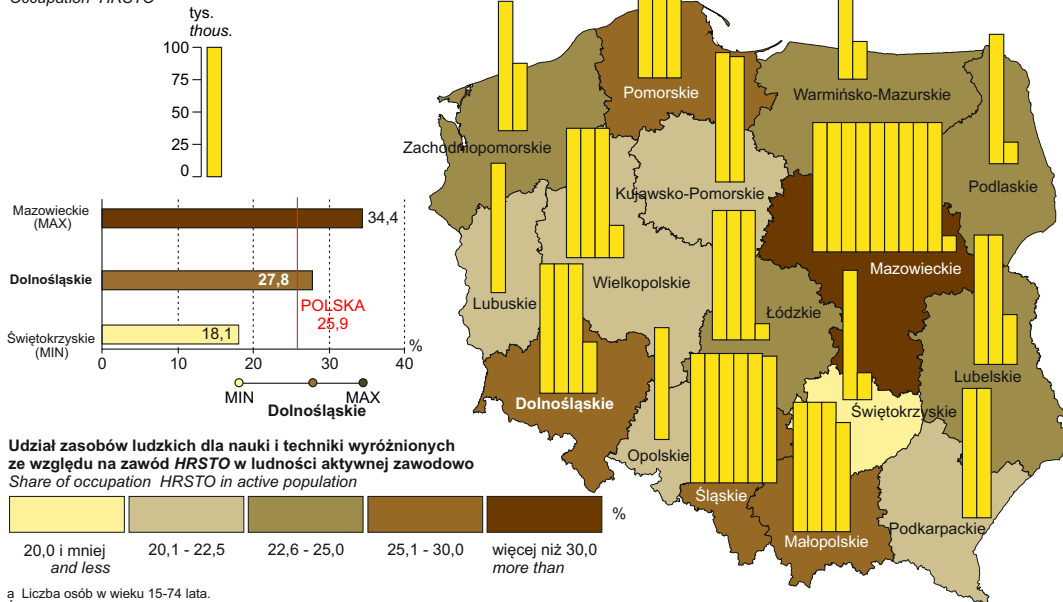 Occupation HRSTO
tys.
thous.
100
75
50
25
0
Mazowieckie
(MAX)
34,4
Dolnośląskie
27,8
POLSKA
25,9
Świętokrzyskie
(MIN)
18,1
%
0 10 20 30 40
MIN MAX
Dolnośląskie
Udział zasobów ludzkich dla nauki i techniki wyróżnionych
ze względu na zawód HRSTO w ludności aktywnej zawodowo
Share of occupation HRSTO in active population
%
20,0 i mniej
and less
20,1 - 22,5
22,6 - 25,0
25,1 - 30,0
więcej niż 30,0
more than
a Liczba osób w wieku 15-74 lata.
Pomorskie
Warmińsko-Mazurskie
Zachodniopomorskie
Podlaskie
Kujawsko-Pomorskie
Mazowieckie
Wielkopolskie
Lubuskie
Łódzkie
Lubelskie
Dolnośląskie
Świętokrzyskie
Opolskie
Śląskie
Podkarpackie
Małopolskie